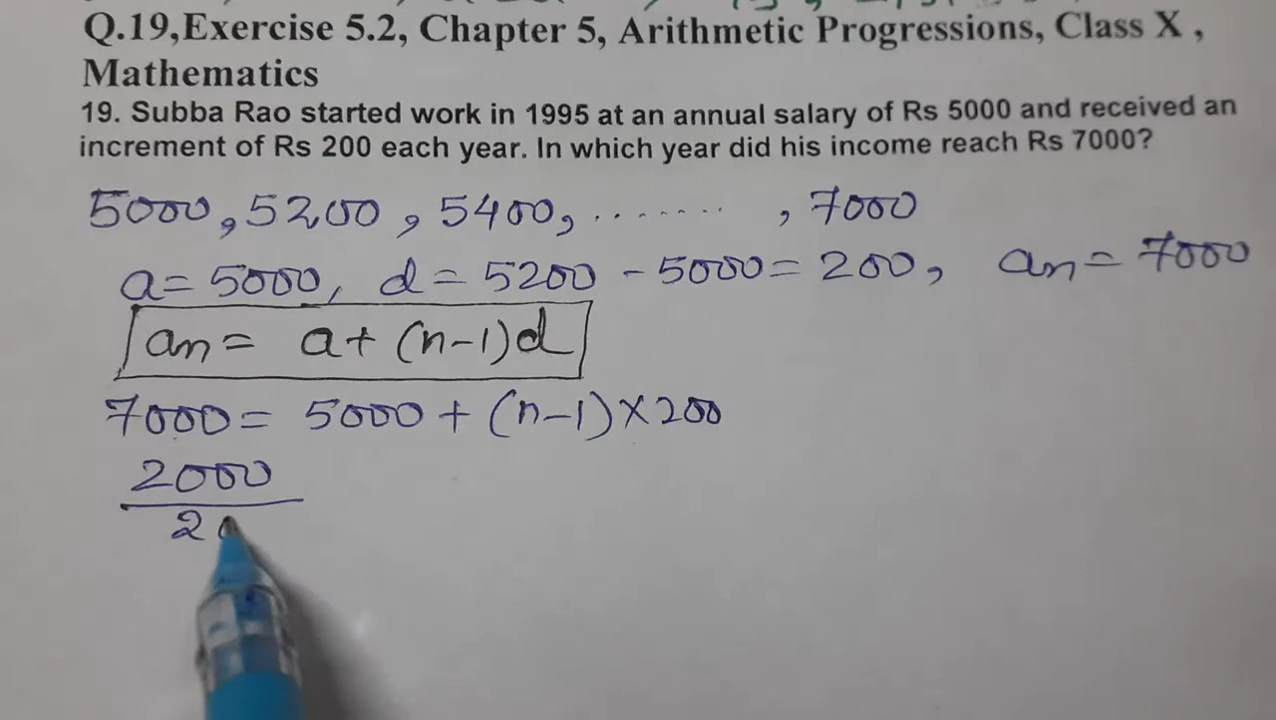 Q.19,Exercise 5.2, Chapter 5, Arithmetic Progressions, Class X ,
Mathematics
19. Subba Rao started work in 1995 at an annual salary of Rs 5000 and received an
increment of Rs 200 each year. In which year did his income reach Rs 7000?
5000, 5200, 5400, ........ , 7000
a = 5000, d = 5200 - 5000 = 200, an = 7000
an = a + (n-1)d
7000 = 5000 + (n-1) × 200
2000
20